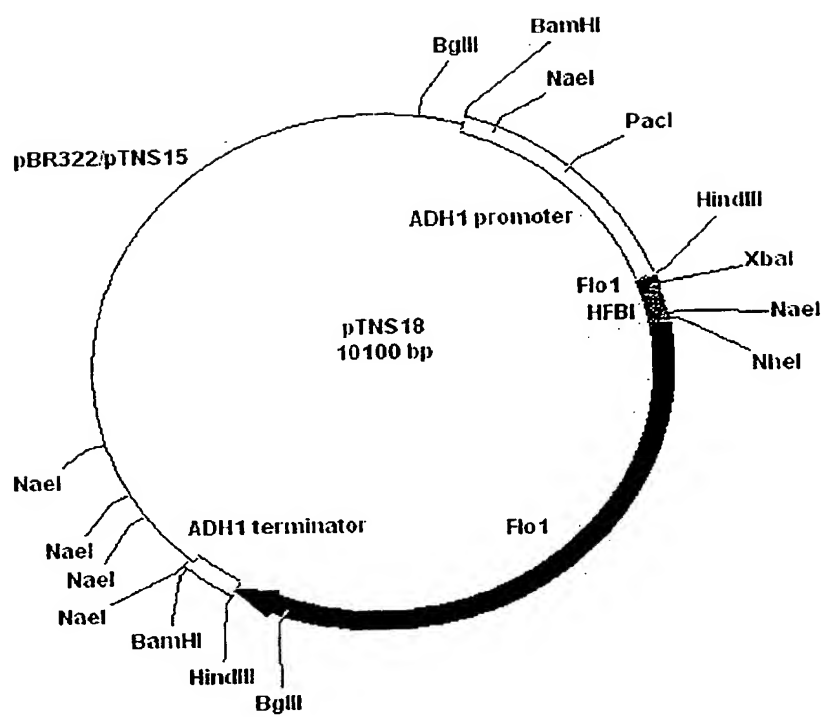 BamHI
BglII
NaeI
PacI
pBR322/pTNS15
HindIII
ADH1 promoter
XbaI
Flo1
HFBI
NaeI
pTNS18
10100 bp
NheI
NaeI
ADH1 terminator
Flo1
NaeI
NaeI
NaeI
BamHI
HindIII
BglII